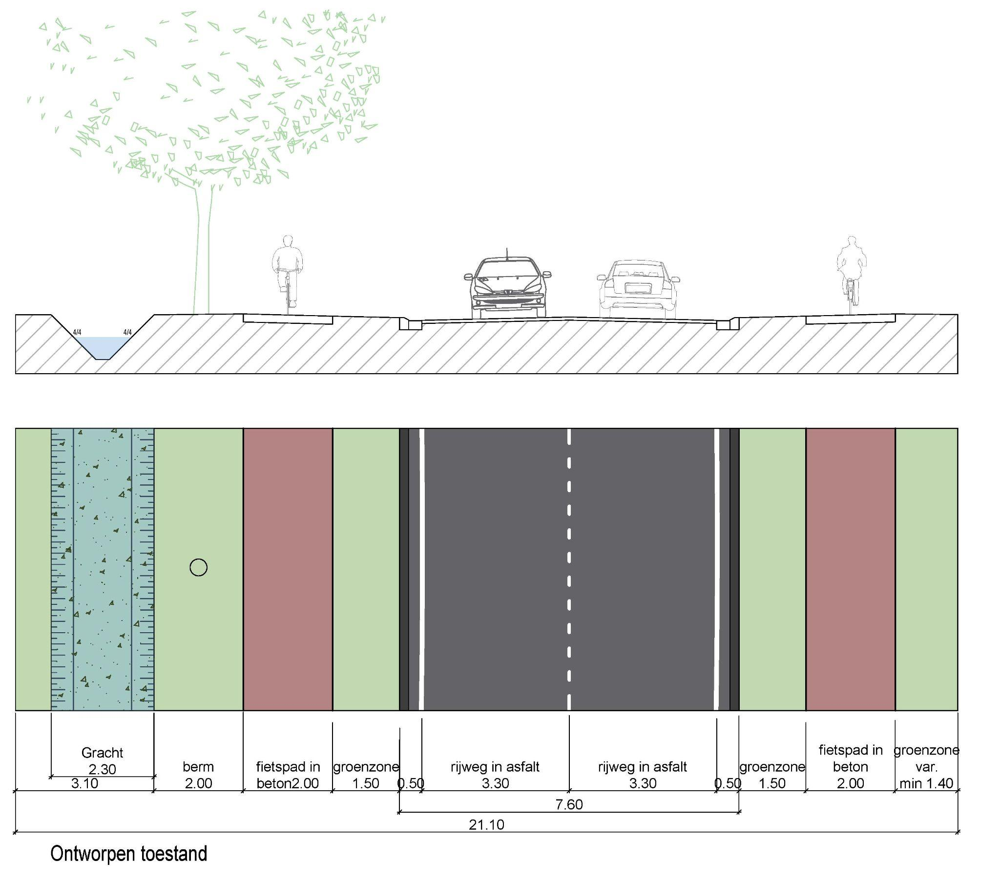 4/4 4/4
Gracht
2.30
3.10
berm
2.00
fietspad in
beton2.00
groenzone
1.50
0.50
rijweg in asfalt
3.30
rijweg in asfalt
3.30
0.50
groenzone
1.50
fietspad in
beton
2.00
groenzone
var.
min 1.40
7.60
21.10
Ontworpen toestand